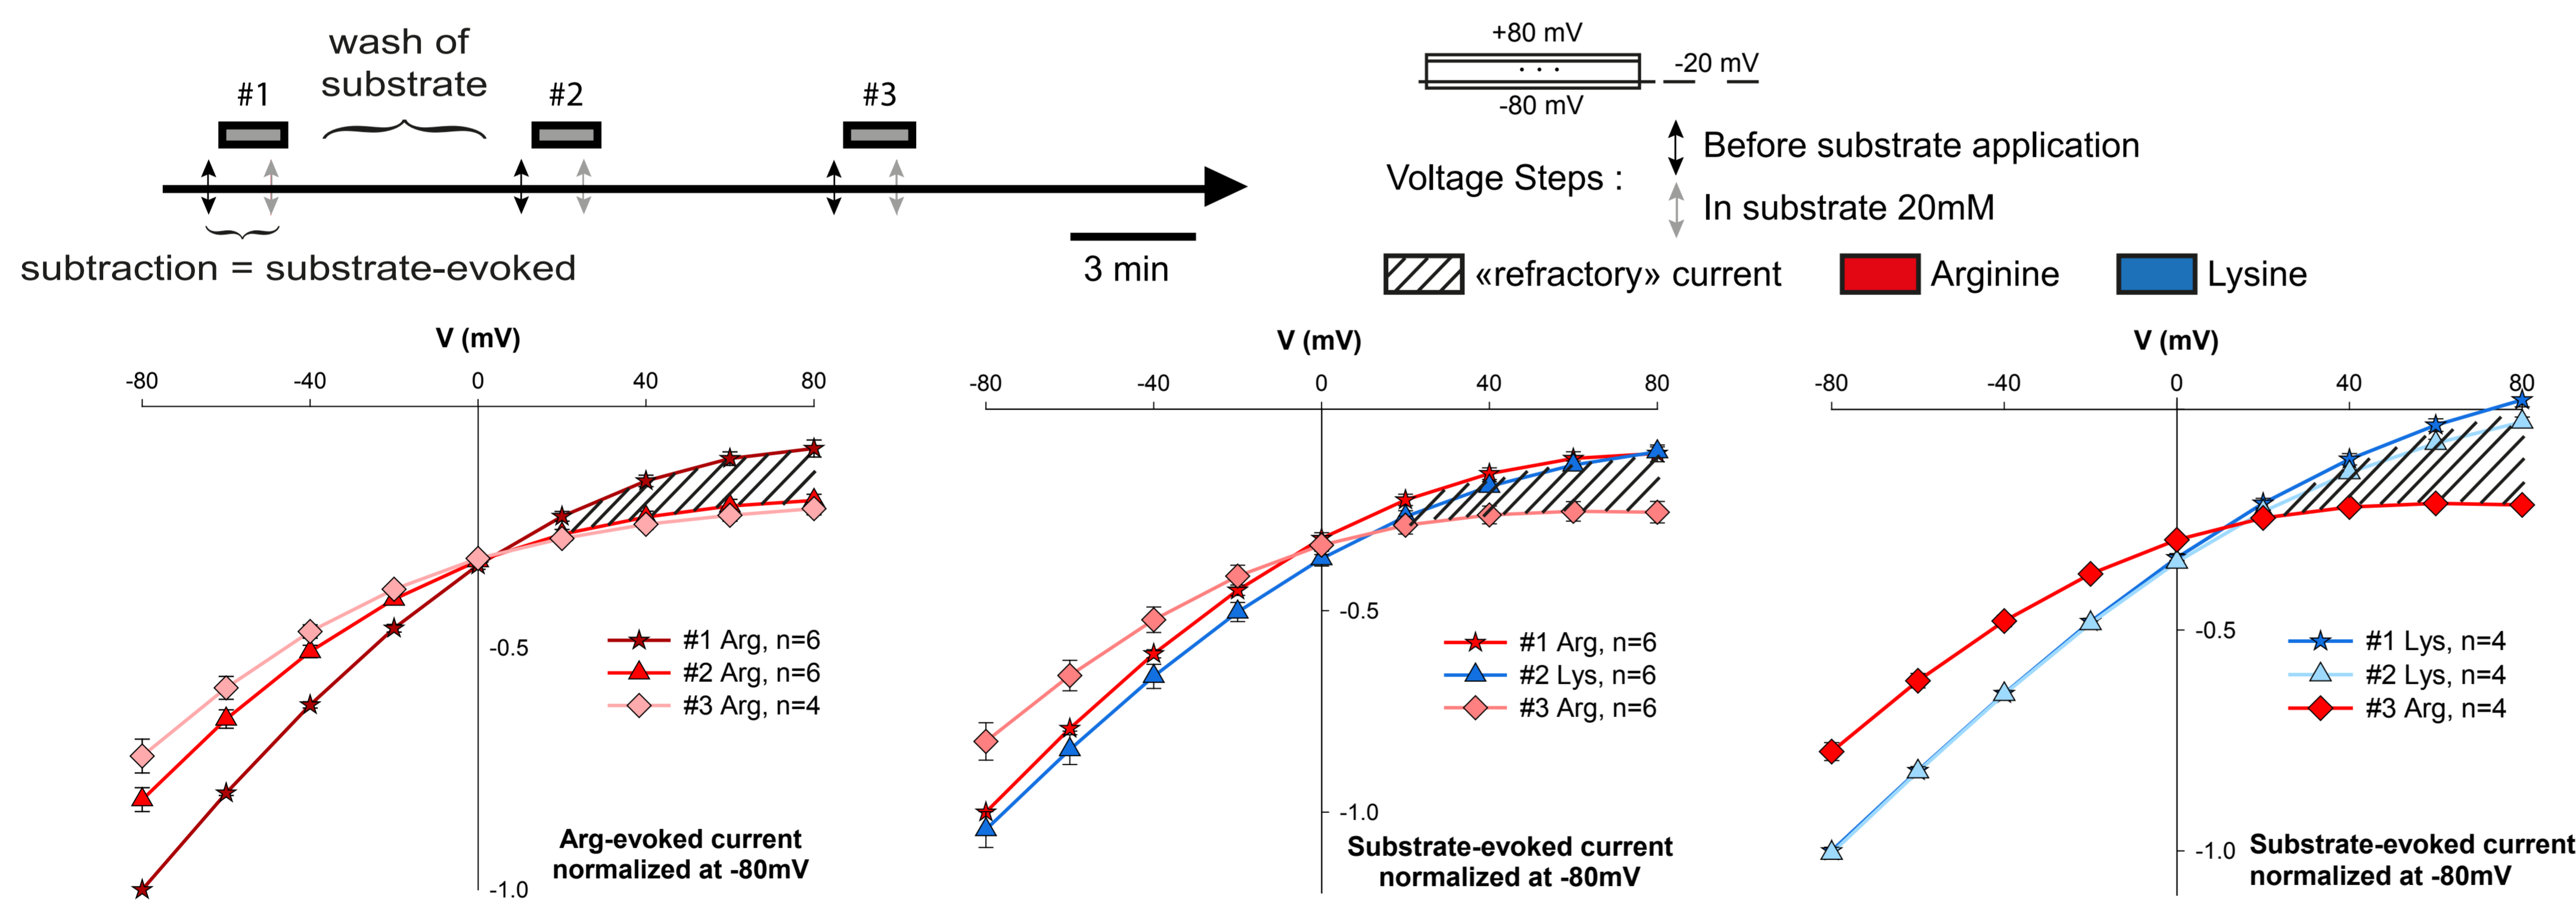 wash of
substrate
#1
#2
#3
subtraction = substrate-evoked
3 min
+80 mV
. . .
-20 mV
-80 mV
Voltage Steps :
Before substrate application
In substrate 20mM
«refractory» current
Arginine
Lysine
V (mV)
-80
-40
0
40
80
-0.5
#1 Arg, n=6
#2 Arg, n=6
#3 Arg, n=4
Arg-evoked current
normalized at -80mV
-1.0
V (mV)
-80
-40
0
40
80
-0.5
#1 Arg, n=6
#2 Lys, n=6
#3 Arg, n=6
-1.0
Substrate-evoked current
normalized at -80mV
V (mV)
-80
-40
0
40
80
-0.5
#1 Lys, n=4
#2 Lys, n=4
#3 Arg, n=4
-1.0
Substrate-evoked current
normalized at -80mV